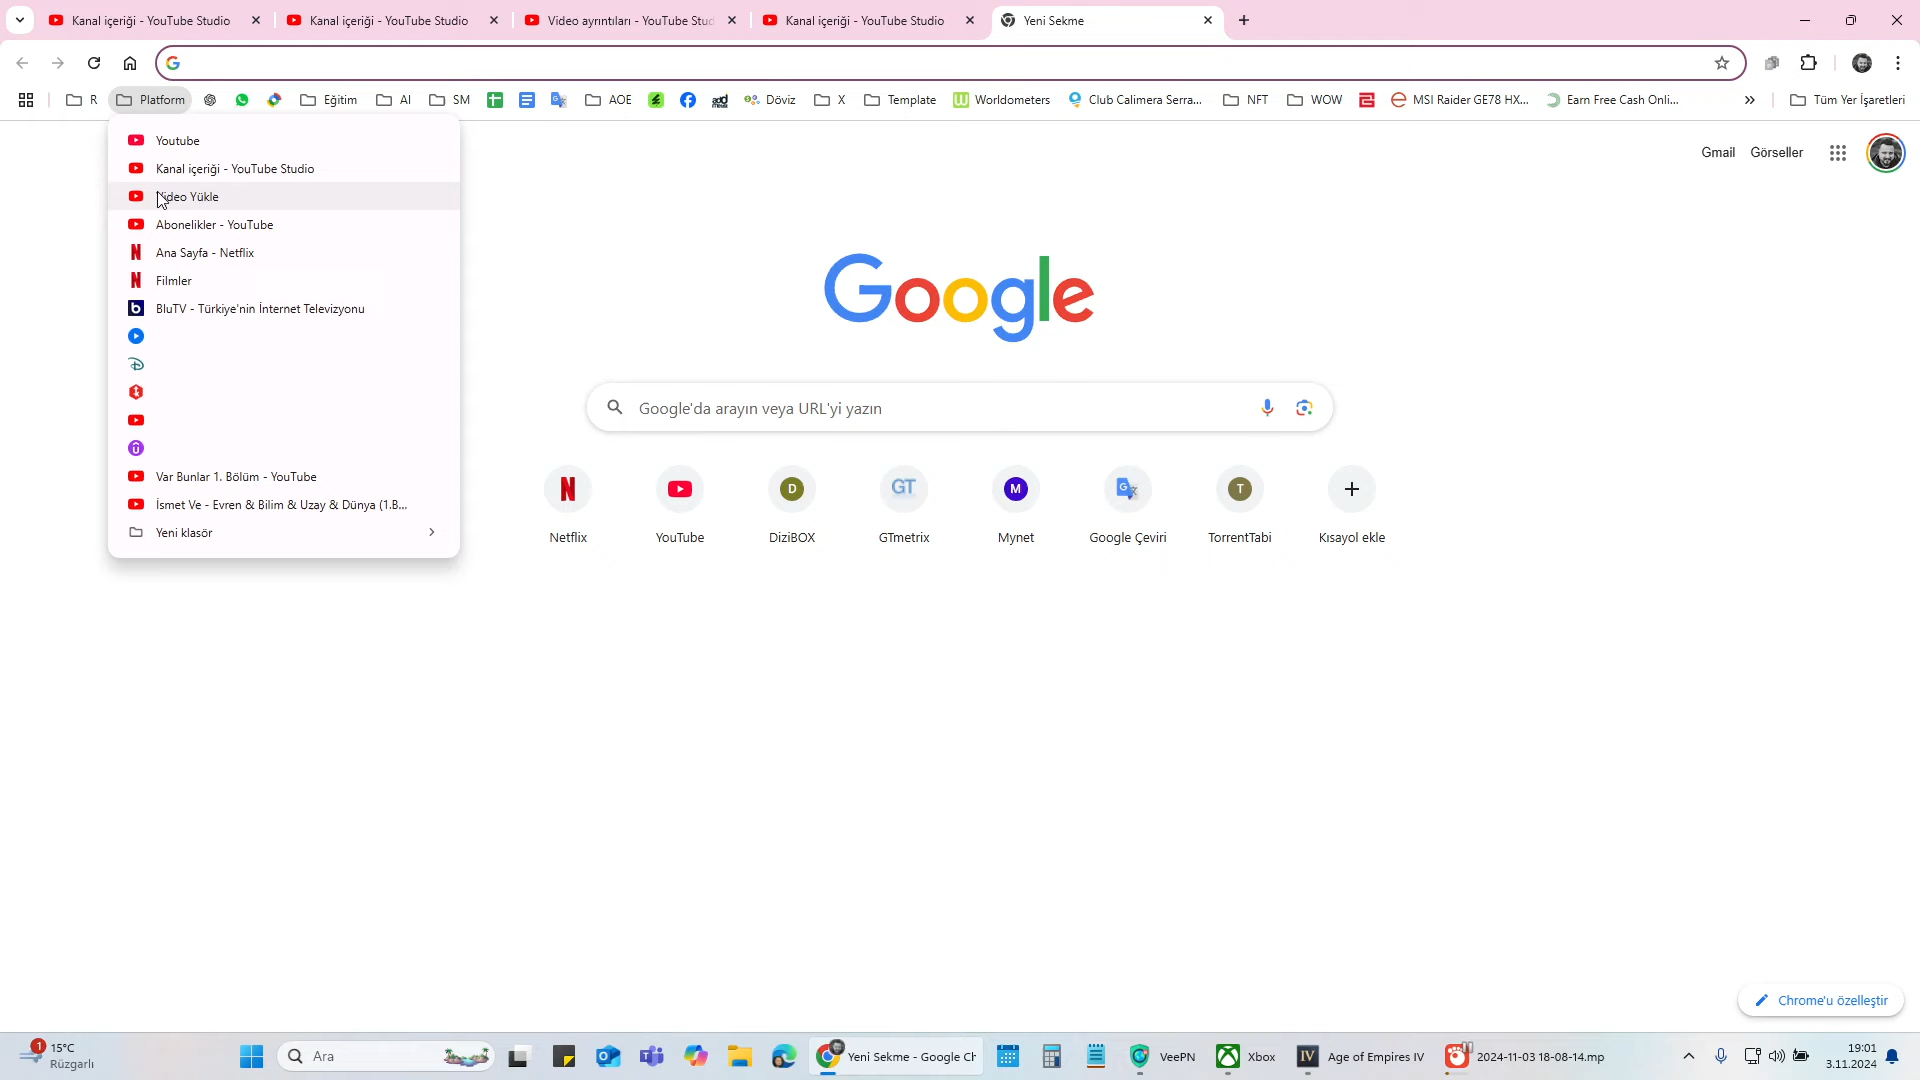 Kanal içeriği - YouTube Studio
Kanal içeriği - YouTube Studio
Video ayrıntıları - YouTube Stud
Kanal içeriği - YouTube Studio
Yeni Sekme
R
Platform
Eğitim
AI
SM
AOE
Döviz
X
Template
Worldometers
Club Calimera Serra...
NFT
WOW
MSI Raider GE78 HX...
Earn Free Cash Onli...
Tüm Yer İşaretleri
Youtube
Kanal içeriği - YouTube Studio
Video Yükle
Abonelikler - YouTube
Ana Sayfa - Netflix
Filmler
BluTV - Türkiye'nin İnternet Televizyonu
Var Bunlar 1. Bölüm - YouTube
İsmet Ve - Evren & Bilim & Uzay & Dünya (1.B...
Yeni klasör
Gmail
Görseller
Google
Google'da arayın veya URL'yi yazın
GT
D
M
T
Netflix
YouTube
DiziBOX
GTmetrix
Mynet
Google Çeviri
TorrentTabi
Kısayol ekle
Chrome'u özelleştir
1
15°C
Rüzgarlı
Ara
Yeni Sekme - Google Ch
VeePN
Xbox
IV
Age of Empires IV
2024-11-03 18-08-14.mp
19:01
3.11.2024